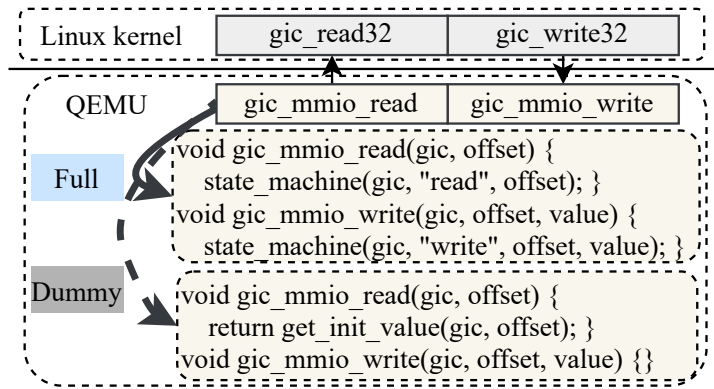 Linux kernel gic_read32 gic_write32
QEMU gic_mmio_read gic_mmio_write
Full
void gic_mmio_read(gic, offset) {
state_machine(gic, "read", offset); }
void gic_mmio_write(gic, offset, value) {
state_machine(gic, "write", offset, value); }
Dummy
void gic_mmio_read(gic, offset) {
return get_init_value(gic, offset); }
void gic_mmio_write(gic, offset, value) {}